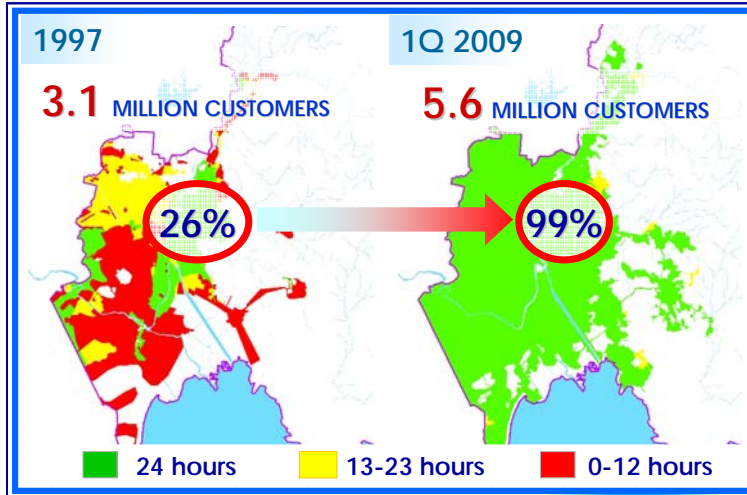 1997
1Q 2009
3.1 MILLION CUSTOMERS
5.6 MILLION CUSTOMERS
26%
99%
24 hours
13-23 hours
0-12 hours